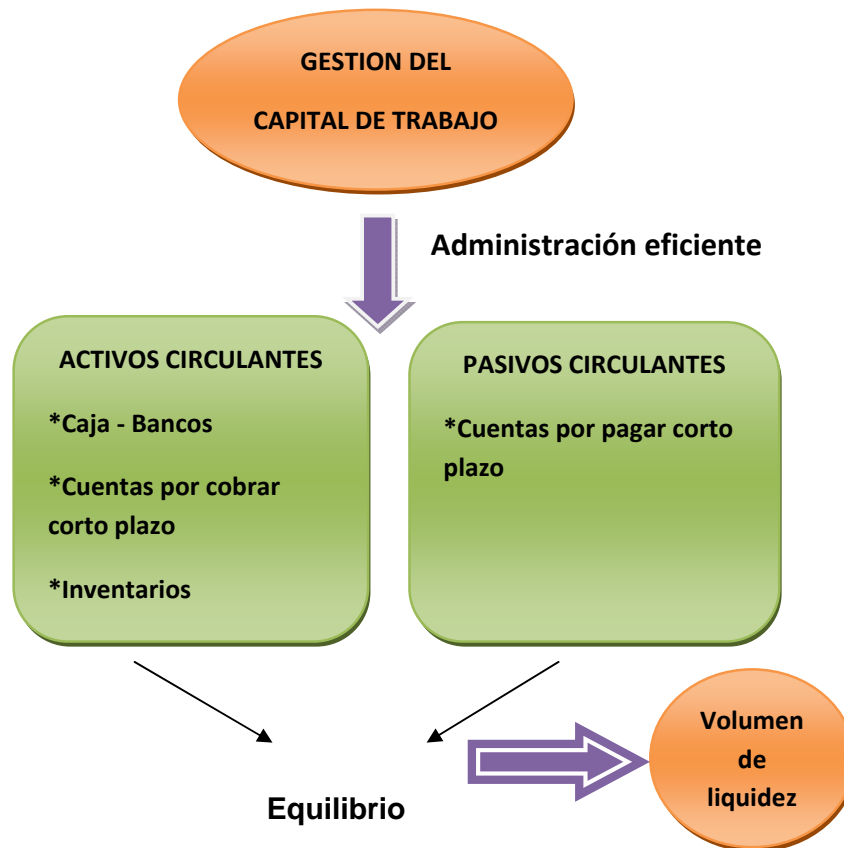 GESTION DEL
CAPITAL DE TRABAJO
Administración eficiente
ACTIVOS CIRCULANTES
*Caja - Bancos
*Cuentas por cobrar
corto plazo
*Inventarios
PASIVOS CIRCULANTES
*Cuentas por pagar corto
plazo
Equilibrio
Volumen
de
liquidez